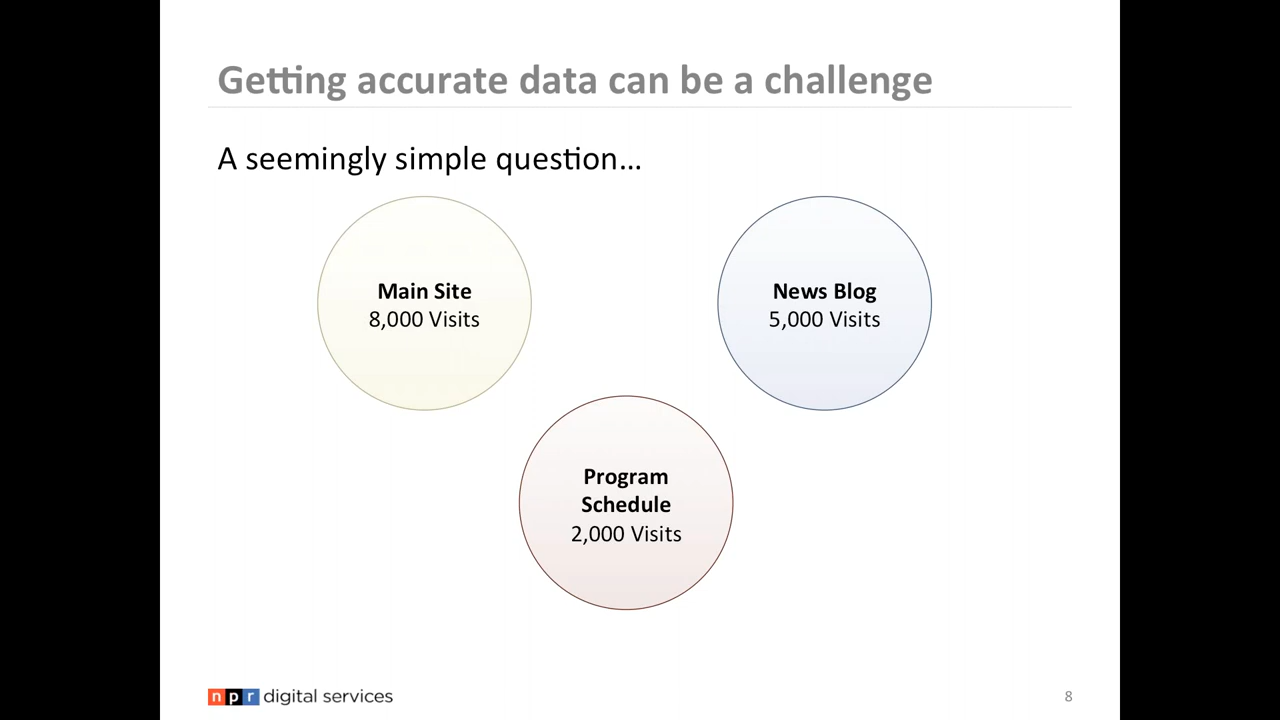 Getting accurate data can be a challenge
A seemingly simple question...
Main Site
8,000 Visits
News Blog
5,000 Visits
Program
Schedule
2,000 Visits
npr digital services
8